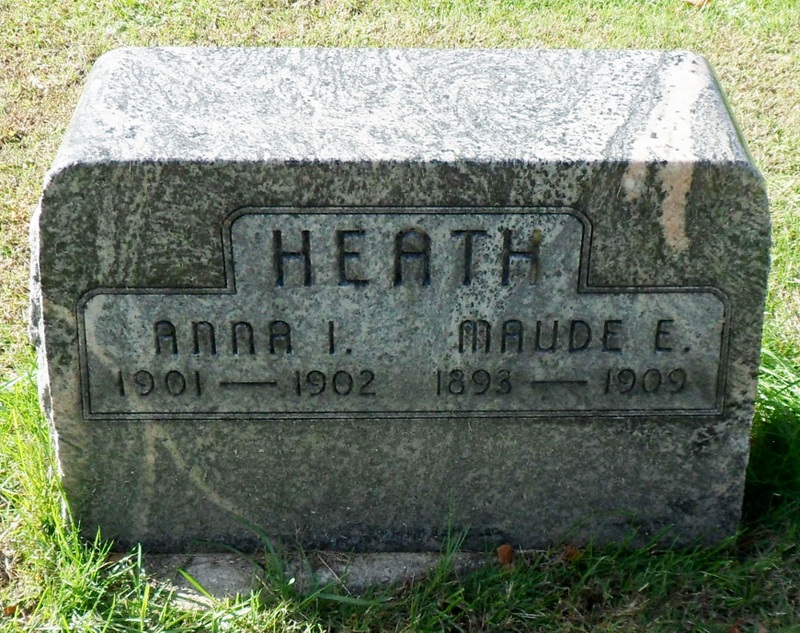 HEATH
ANNA I. MAUDE E.
1901 — 1902 1893 — 1909